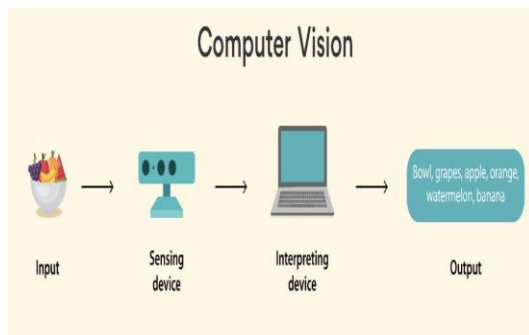 Computer Vision
Bowl, grapes, apple, orange,
watermelon, banana
Input
Sensing
device
Interpreting
device
Output